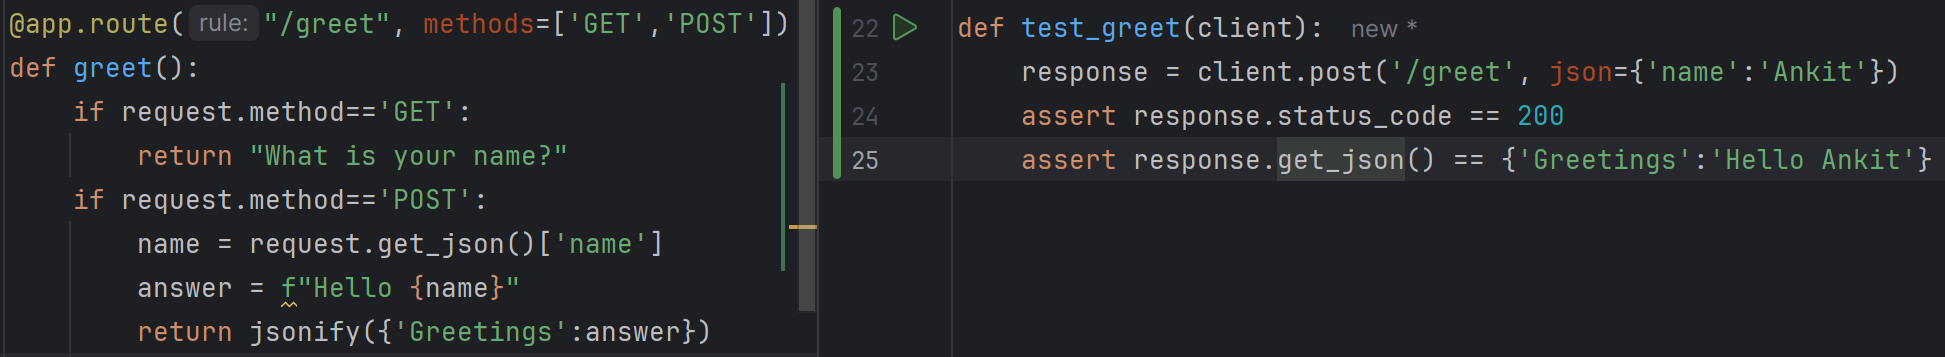 @app.route( rule: "/greet", methods=['GET','POST'])
def greet():
    if request.method=='GET':
        return "What is your name?"
    if request.method=='POST':
        name = request.get_json()['name']
        answer = f"Hello {name}"
        return jsonify({'Greetings':answer})
22 def test_greet(client): new *
23     response = client.post('/greet', json={'name':'Ankit'})
24     assert response.status_code == 200
25     assert response.get_json() == {'Greetings':'Hello Ankit'}